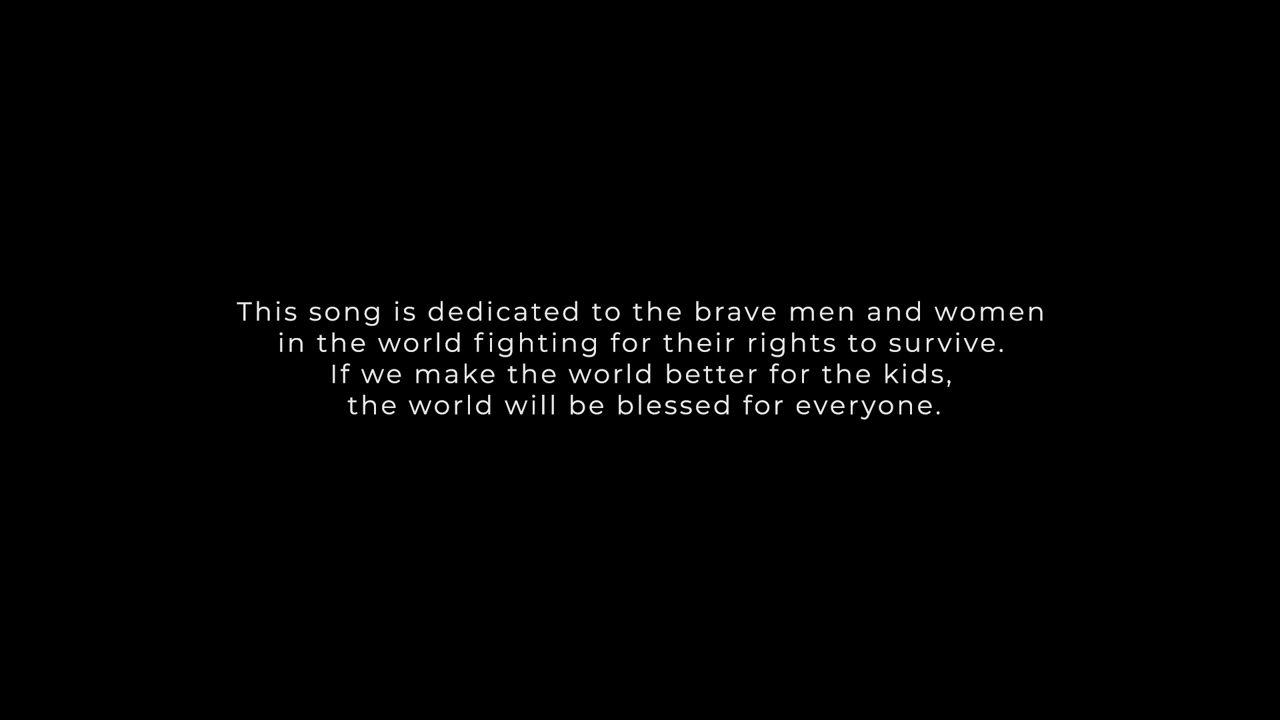 This song is dedicated to the brave men and women
in the world fighting for their rights to survive.
If we make the world better for the kids,
the world will be blessed for everyone.